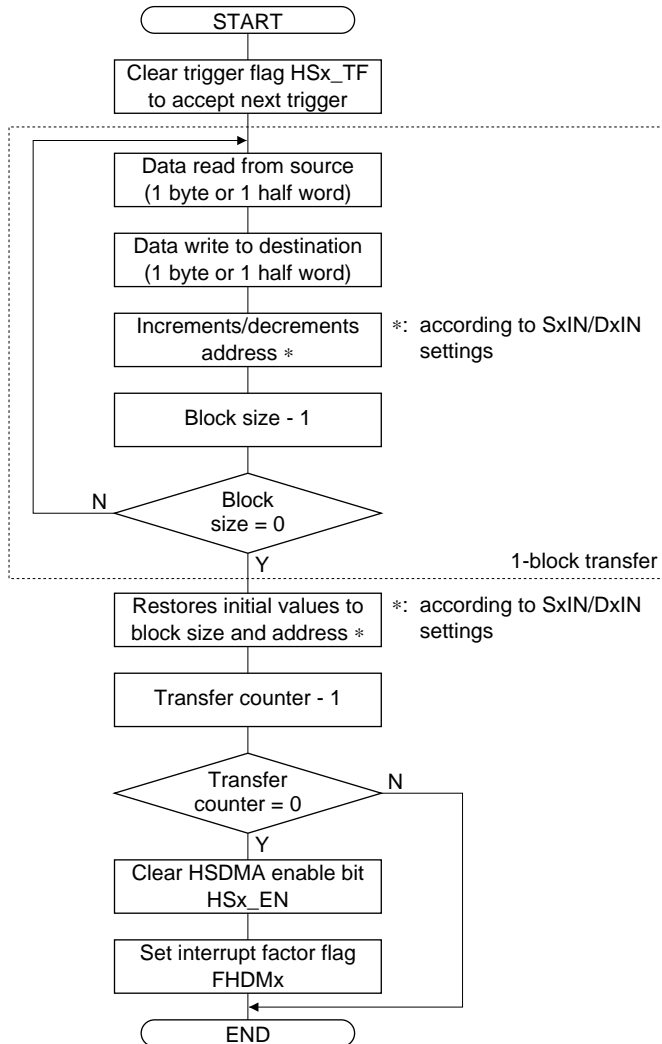 START
Clear trigger flag HSx_TF
to accept next trigger
Data read from source
(1 byte or 1 half word)
Data write to destination
(1 byte or 1 half word)
Increments/decrements
address ∗
∗: according to SxIN/DxIN
settings
Block size - 1
N
Block
size = 0
Y
1-block transfer
Restores initial values to
block size and address ∗
∗: according to SxIN/DxIN
settings
Transfer counter - 1
Transfer
counter = 0
N
Y
Clear HSDMA enable bit
HSx_EN
Set interrupt factor flag
FHDMx
END